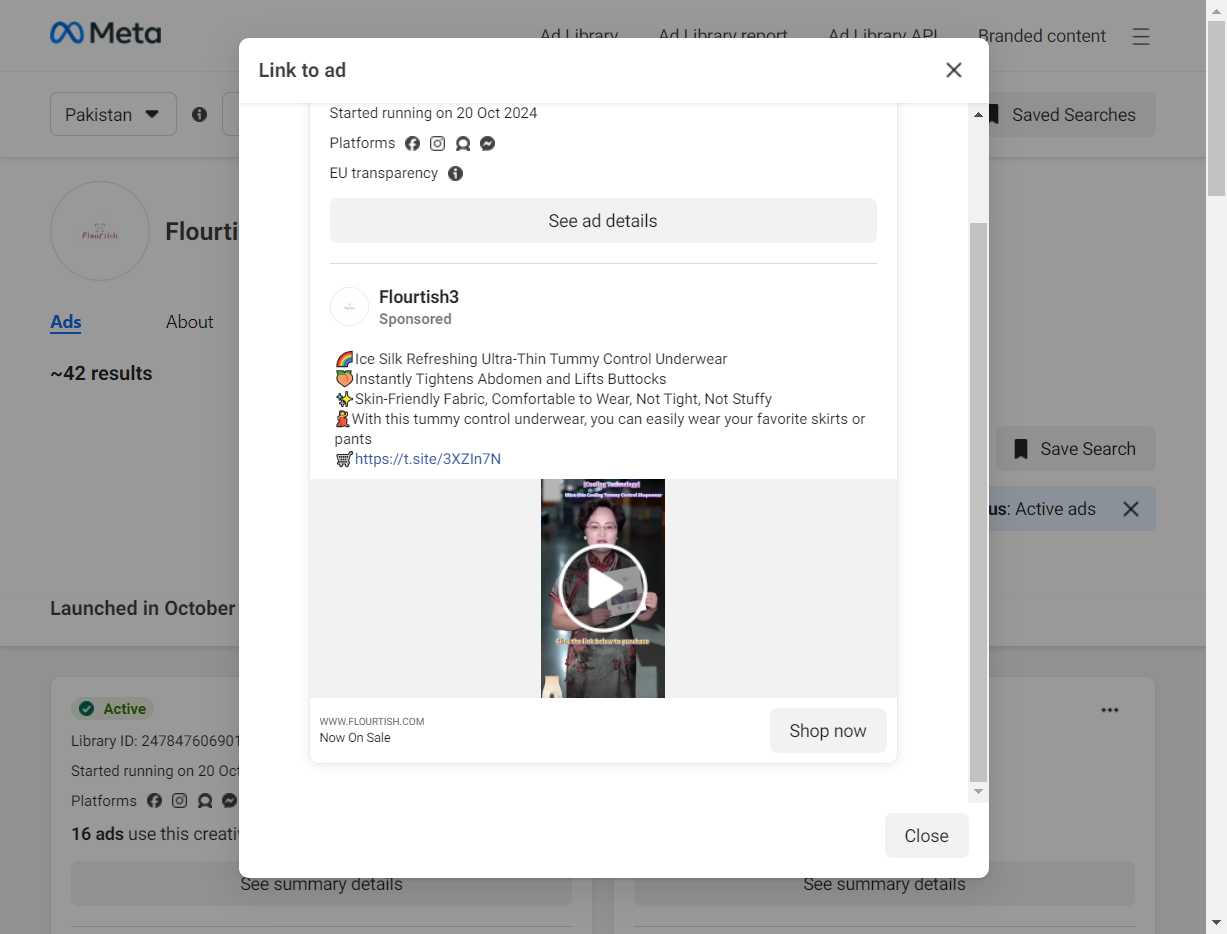 Meta
Ad Library
Ad Library report
Ad Library API
Branded content
Link to ad
Pakistan
Saved Searches
Started running on 20 Oct 2024
Platforms
EU transparency
See ad details
Flourtish
Flourti
Flourtish3
Sponsored
Ads
About
~42 results
🌈Ice Silk Refreshing Ultra-Thin Tummy Control Underwear
🍑Instantly Tightens Abdomen and Lifts Buttocks
✨Skin-Friendly Fabric, Comfortable to Wear, Not Tight, Not Stuffy
💃With this tummy control underwear, you can easily wear your favorite skirts or
pants
🛒https://t.site/3XZIn7N
Save Search
us: Active ads
[Cooling Technology]
Ultra-thin Cooling Tummy Control Shapewear
link below to purchase
Launched in October
WWW.FLOURTISH.COM
Now On Sale
Shop now
Active
Library ID: 247847606901
Started running on 20 Oct
Platforms
16 ads use this creati
Close
See summary details
See summary details